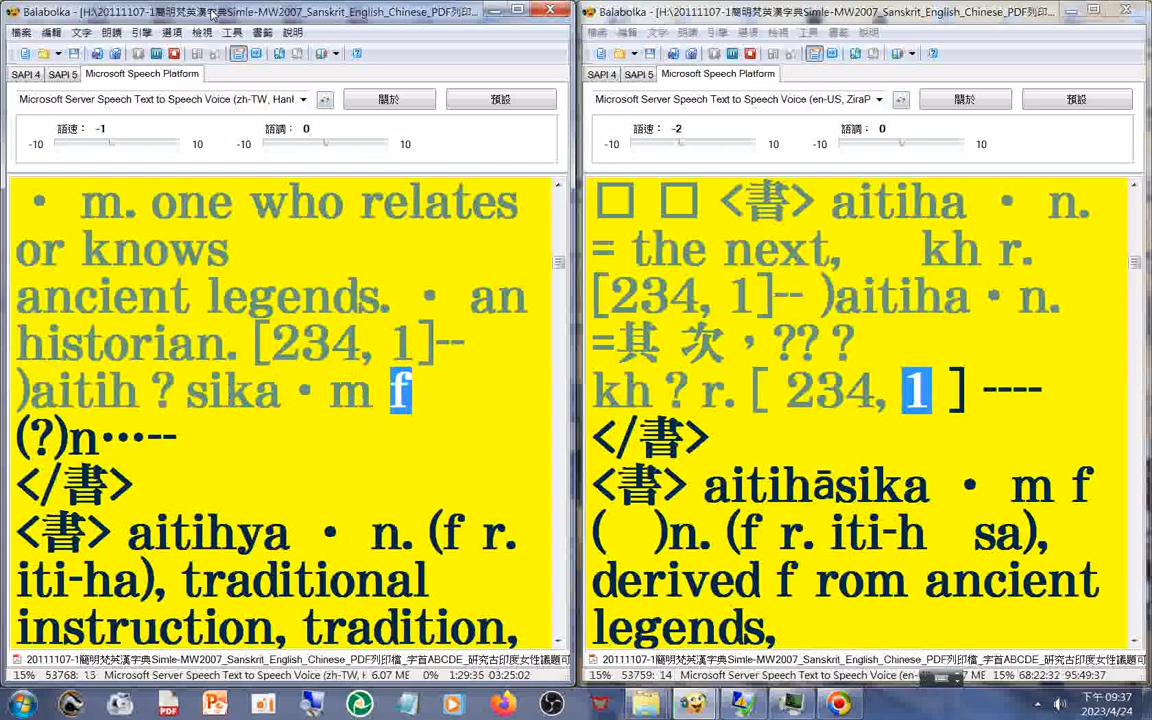 Balabolka - [H:\20111107-1簡明梵英漢字典Simle-MW2007_Sanskrit_English_Chinese_PDF列印...
檔案 編輯 文字 朗讀 引擎 選項 檢視 工具 書籤 說明
SAPI 4 SAPI 5 Microsoft Speech Platform
Microsoft Server Speech Text to Speech Voice (zh-TW, HanH
關於 預設
語速: -1 語調: 0
-10 10 -10 10
• m. one who relates
or knows
ancient legends. • an
historian. [234, 1]--
)aitih ? sika • m f
(?)n…--
</書>
<書> aitihya • n. (f r.
iti-ha), traditional
instruction, tradition,
20111107-1簡明梵英漢字典Simle-MW2007_Sanskrit_English_Chinese_PDF列印檔_字首ABCDE_研究古印度女性議題可
15% 53768: 13 Microsoft Server Speech Text to Speech Voice (zh-TW, 6.07 ME 0% 1:29:35 03:25:02
Balabolka - [H:\20111107-1簡明梵英漢字典Simle-MW2007_Sanskrit_English_Chinese_PDF列印...
檔案 編輯 文字 朗讀 引擎 選項 檢視 工具 書籤 說明
SAPI 4 SAPI 5 Microsoft Speech Platform
Microsoft Server Speech Text to Speech Voice (en-US, ZiraP
關於 預設
語速: -2 語調: 0
-10 10 -10 10
□ □ <書> aitiha • n.
= the next, kh r.
[234, 1]-- )aitiha • n.
=其 次，?? ?
kh ? r. [ 234, 1 ] ----
</書>
<書> aitihāsika • m f
( )n. (f r. iti-h sa),
derived f rom ancient
legends,
20111107-1簡明梵英漢字典Simle-MW2007_Sanskrit_English_Chinese_PDF列印檔_字首ABCDE_研究古印度女性議題可
15% 53759: 14 Microsoft Server Speech Text to Speech Voice (en-US, ME 15% 68:22:32 95:49:37
下午 09:37
2023/4/24